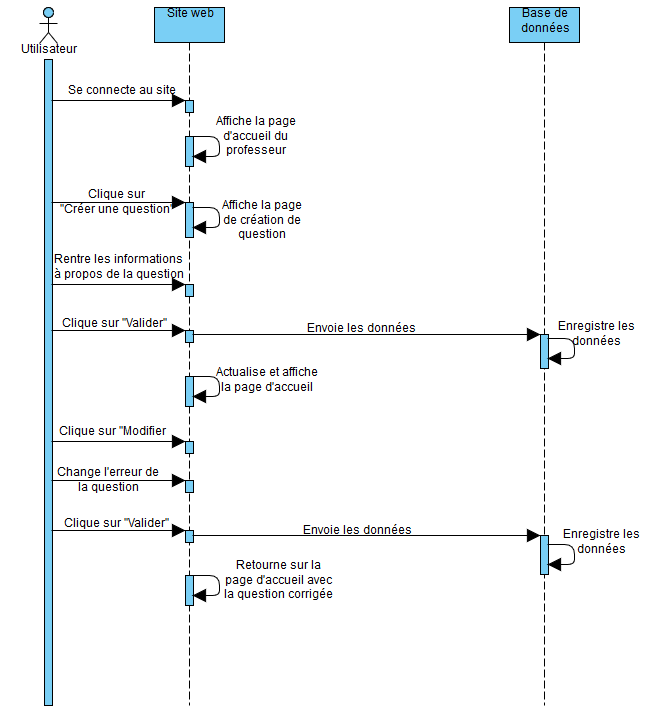 Site web
Base de
données
Utilisateur
Se connecte au site
Affiche la page
d'accueil du
professeur
Clique sur
"Créer une question"
Affiche la page
de création de
question
Rentre les informations
à propos de la question
Clique sur "Valider"
Envoie les données
Enregistre les
données
Actualise et affiche
la page d'accueil
Clique sur "Modifier
Change l'erreur de
la question
Clique sur "Valider"
Envoie les données
Enregistre les
données
Retourne sur la
page d'accueil avec
la question corrigée